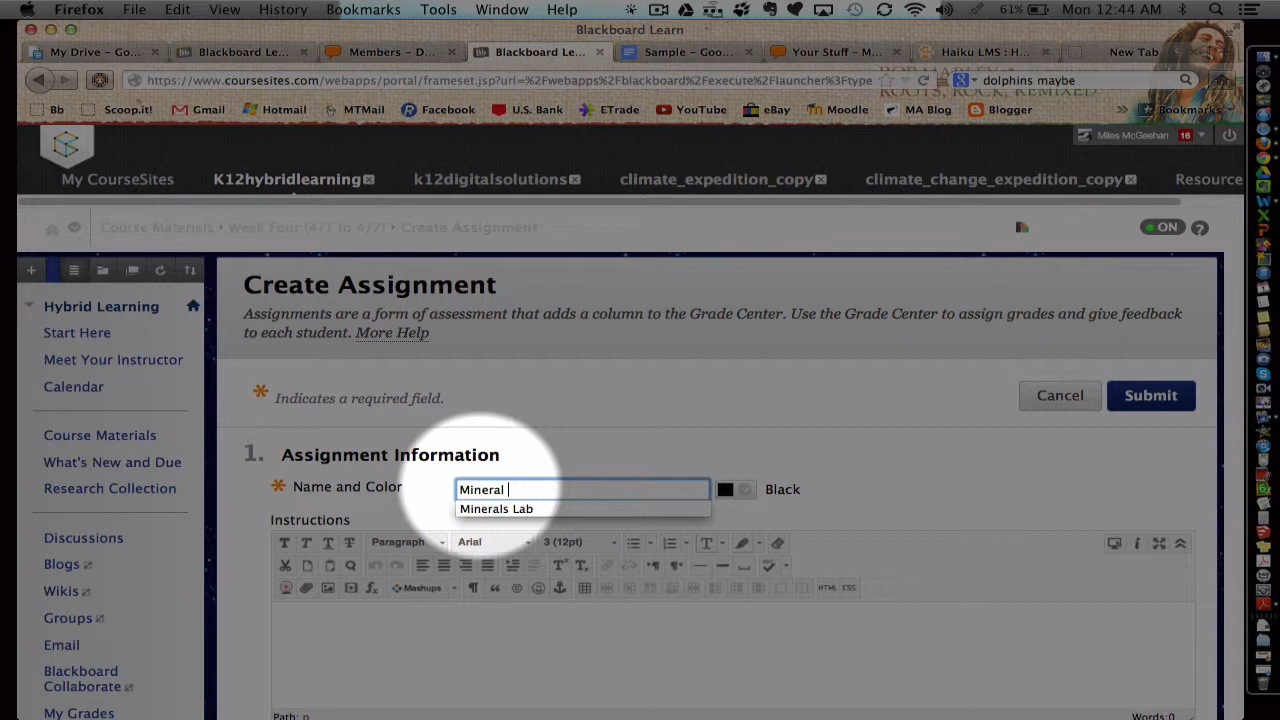 Firefox File Edit View History Bookmarks Tools Window Help 61% Mon 12:44 AM
Blackboard Learn
My Drive – Go... Blackboard Le... Members – D... Blackboard Le... Sample – Goo... Your Stuff – M... Haiku LMS : H... New Tab
https://www.coursesites.com/webapps/portal/frameset.jsp?url=%2Fwebapps%2Fblackboard%2Fexecute%2Flauncher%3Ftype dolphins maybe
ROOTS, ROCK, REMIXED
Bb Scoop.it! Gmail Hotmail MTMail Facebook U.S. Bank ETrade YouTube eBay Moodle MA Blog Blogger Bookmarks
Miles McGeehan 16
My CourseSites K12hybridlearning k12digitalsolutions climate_expedition_copy climate_change_expedition_copy Resource
Course Materials Week Four (4/1 to 4/7) Create Assignment ON ?
Create Assignment
Assignments are a form of assessment that adds a column to the Grade Center. Use the Grade Center to assign grades and give feedback
to each student. More Help
Indicates a required field.
Cancel Submit
1. Assignment Information
Name and Color Mineral Black
Minerals Lab
Instructions
Paragraph Arial 3 (12pt)
Mashups HTML CSS
Path: p Words:0
Hybrid Learning
Start Here
Meet Your Instructor
Calendar
Course Materials
What's New and Due
Research Collection
Discussions
Blogs
Wikis
Groups
Email
Blackboard
Collaborate
My Grades